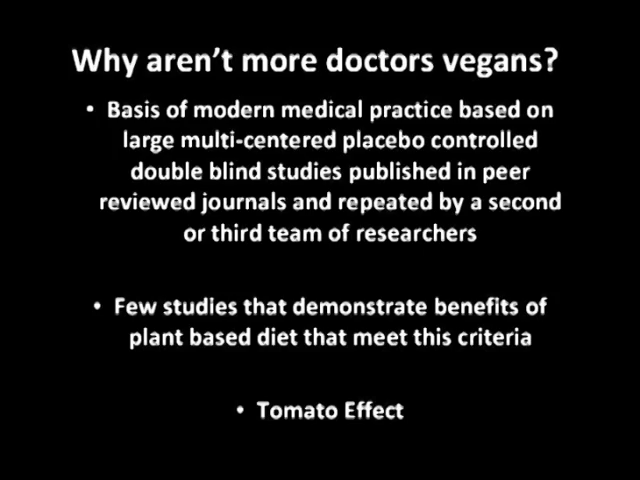 Why aren't more doctors vegans?
• Basis of modern medical practice based on
large multi-centered placebo controlled
double blind studies published in peer
reviewed journals and repeated by a second
or third team of researchers
• Few studies that demonstrate benefits of
plant based diet that meet this criteria
• Tomato Effect